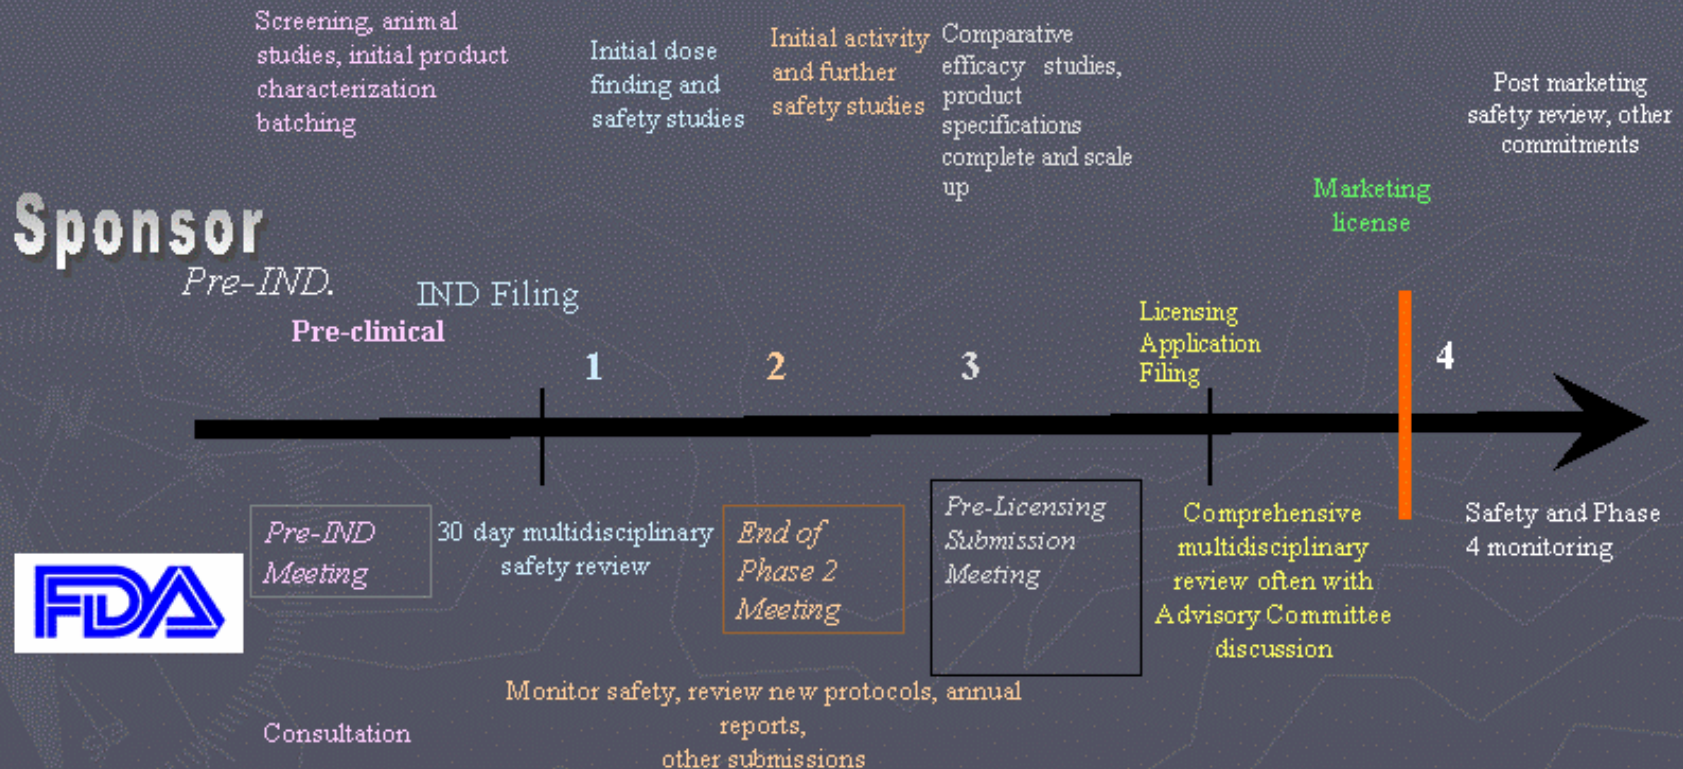 Screening, animal
studies, initial product
characterization
batching
Initial dose
finding and
safety studies
Initial activity
and further
safety studies
Comparative
efficacy studies,
product
specifications
complete and scale
up
Post marketing
safety review, other
commitments
Marketing
license
Sponsor
Pre-IND.
IND Filing
Pre-clinical
1
2
3
Licensing
Application
Filing
4
Pre-IND
Meeting
30 day multidisciplinary
safety review
End of
Phase 2
Meeting
Pre-Licensing
Submission
Meeting
Comprehensive
multidisciplinary
review often with
Advisory Committee
discussion
Safety and Phase
4 monitoring
FDA
Consultation
Monitor safety, review new protocols, annual
reports,
other submissions